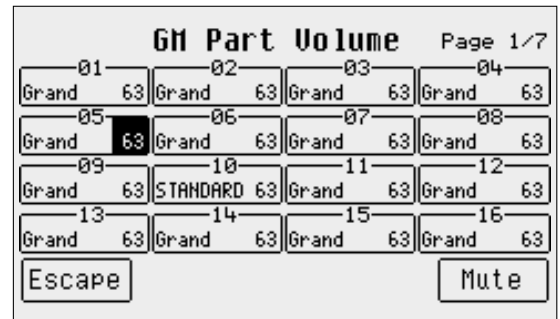 GM Part Volume Page 1/7
01 02 03 04
Grand 63 Grand 63 Grand 63 Grand 63
05 06 07 08
Grand 63 Grand 63 Grand 63 Grand 63
09 10 11 12
Grand 63 STANDARD 63 Grand 63 Grand 63
13 14 15 16
Grand 63 Grand 63 Grand 63 Grand 63
Escape Mute